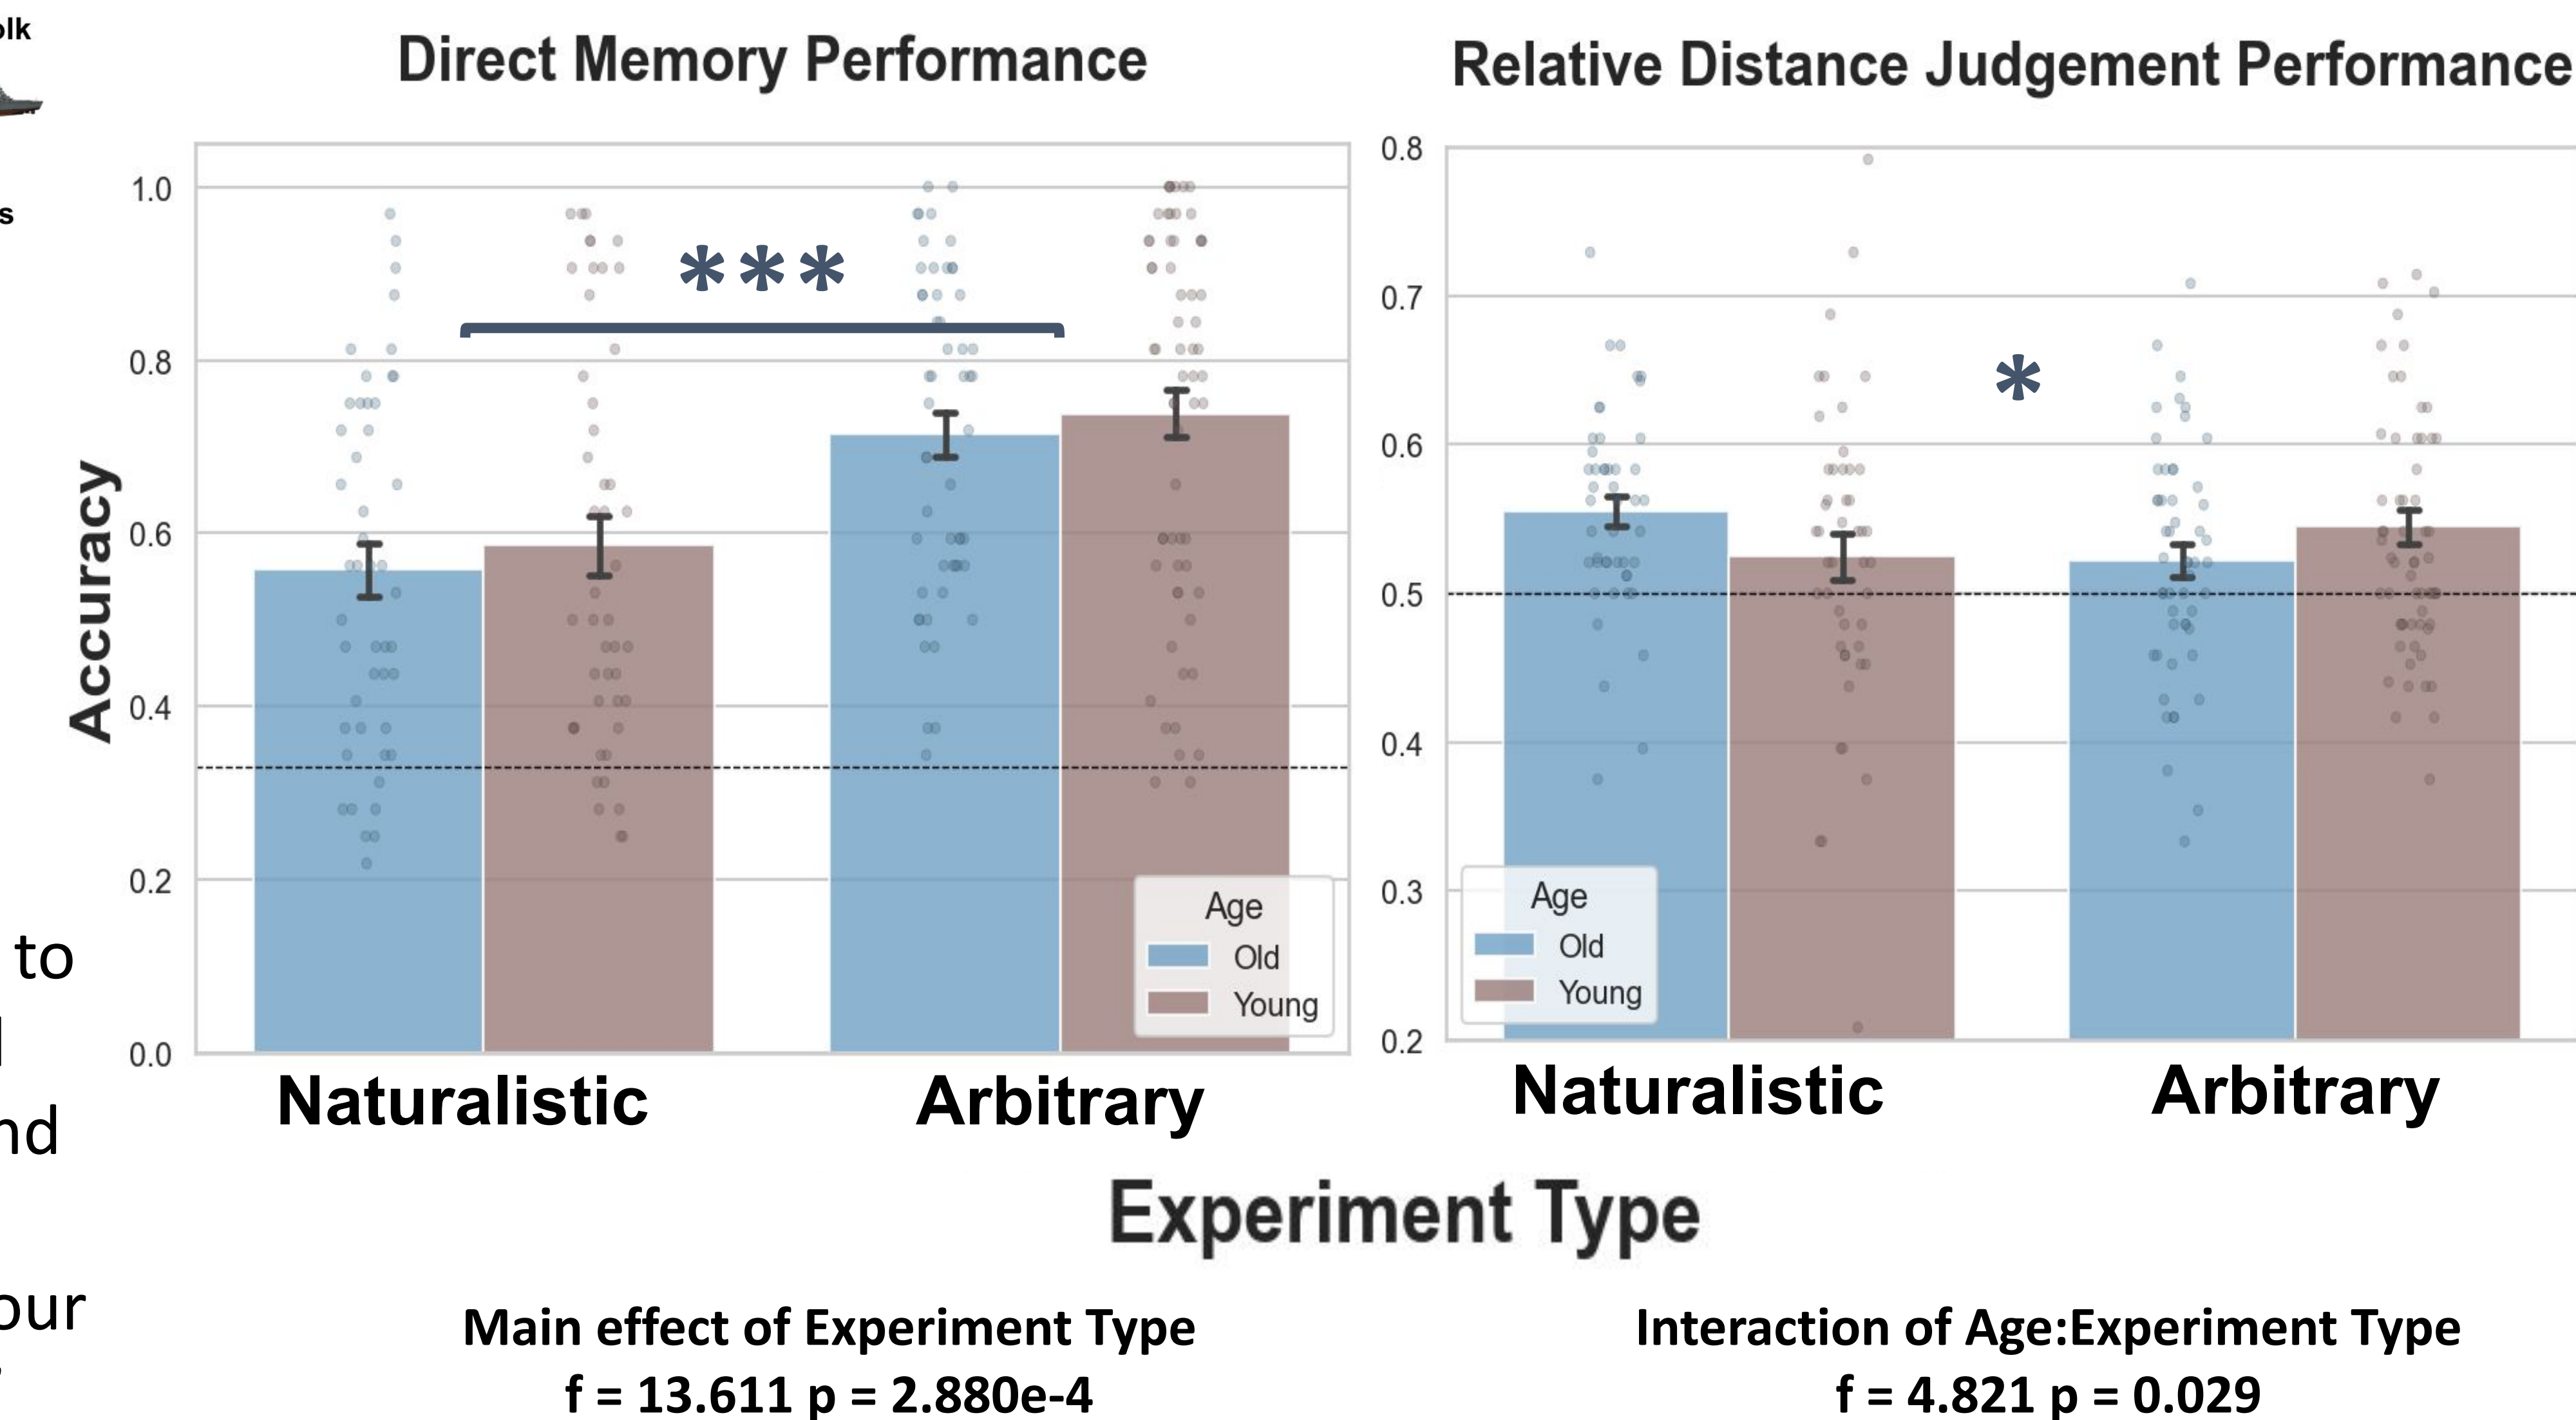 Direct Memory Performance
Relative Distance Judgement Performance
Accuracy
1.0
0.8
0.6
0.4
0.2
0.0
***
Age
Old
Young
Naturalistic
Arbitrary
0.8
0.7
0.6
0.5
0.4
0.3
0.2
*
Age
Old
Young
Naturalistic
Arbitrary
Experiment Type
Main effect of Experiment Type
f = 13.611 p = 2.880e-4
Interaction of Age:Experiment Type
f = 4.821 p = 0.029
to
our